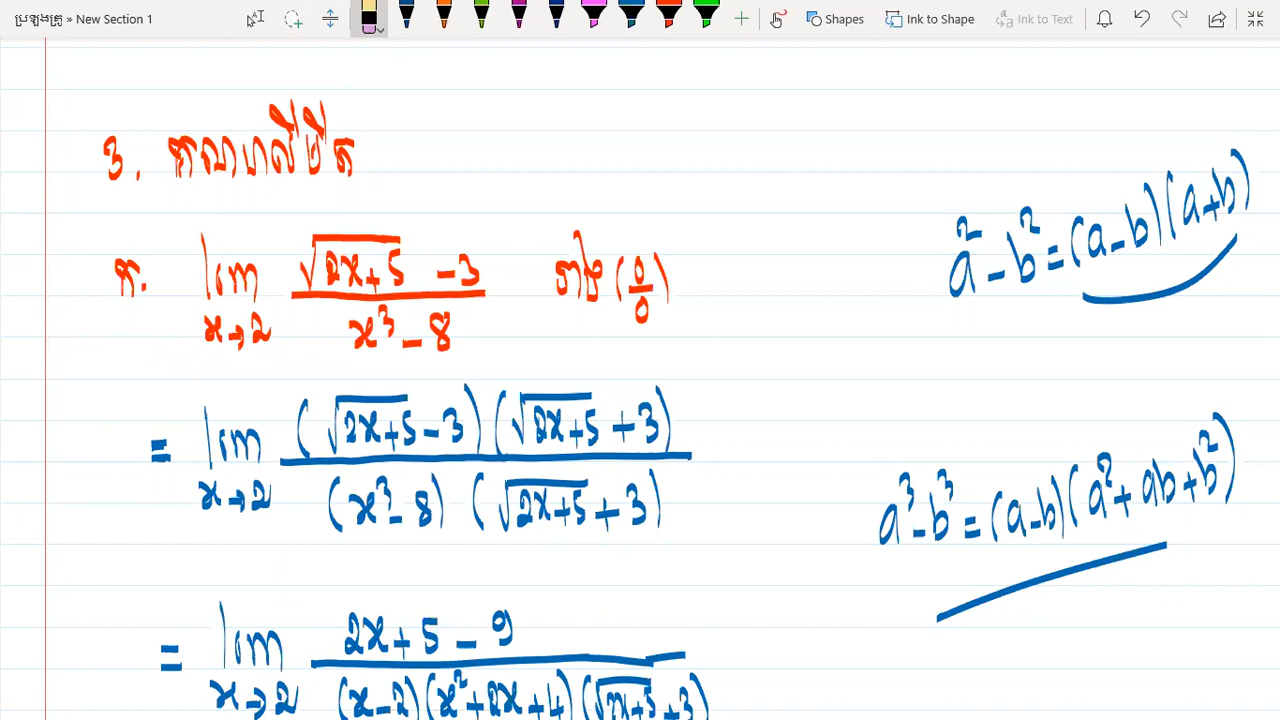 ប្រឡងត្រូ » New Section 1
Shapes
Ink to Shape
Ink to Text
3. គណនាលីមីត
ក. lim x→2 (√(2x+5) − 3)/(x³ − 8) រាង (0/0)
= lim x→2 ((√(2x+5) − 3)(√(2x+5) + 3))/((x³ − 8)(√(2x+5) + 3))
= lim x→2 (2x+5 − 9)/((x−2)(x²+2x+4)(√(2x+5) + 3))
a² − b² = (a−b)(a+b)
a³ − b³ = (a−b)(a² + ab + b²)